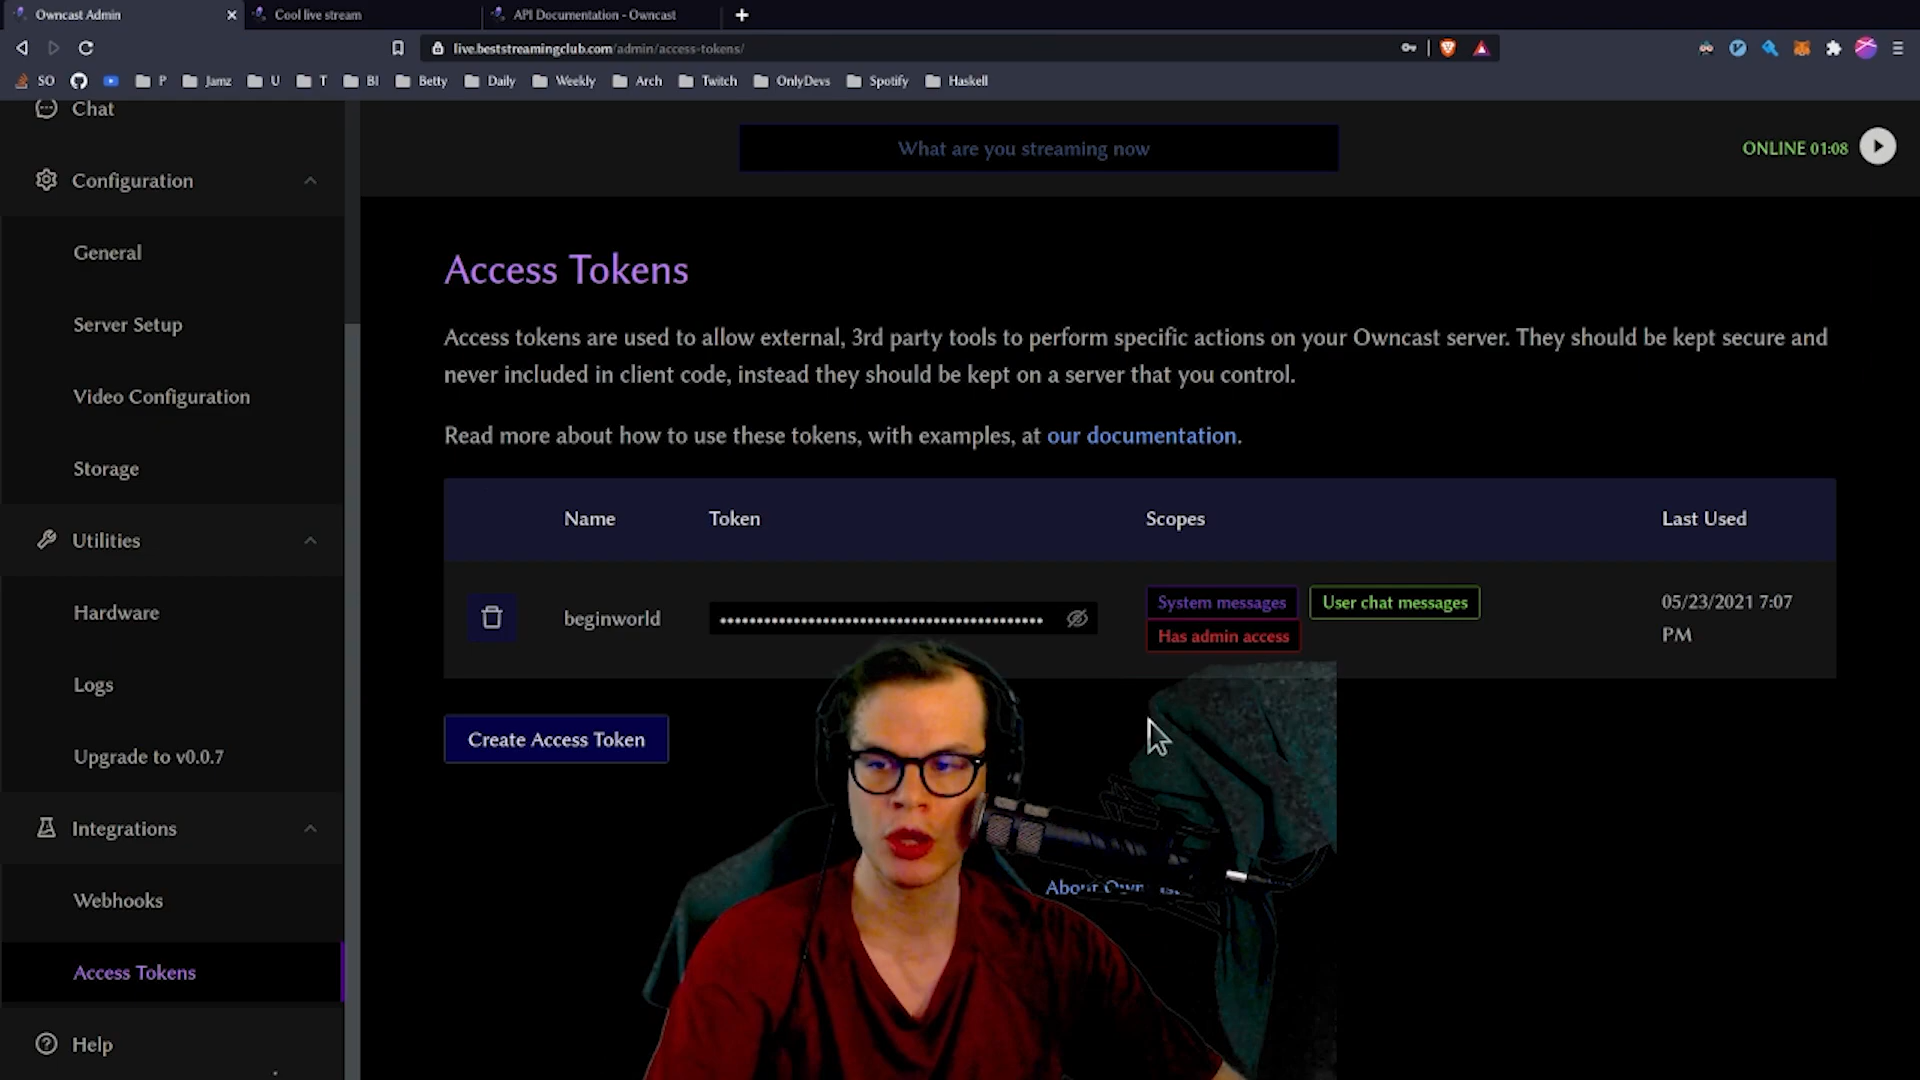 Owncast Admin
Cool live stream
API Documentation - Owncast
live.beststreamingclub.com/admin/access-tokens/
SO P Jamz U T BI Betty Daily Weekly Arch Twitch OnlyDevs Spotify Haskell
Chat
What are you streaming now
ONLINE 01:08
Configuration
General
Server Setup
Video Configuration
Storage
Utilities
Hardware
Logs
Upgrade to v0.0.7
Integrations
Webhooks
Access Tokens
Help
Access Tokens
Access tokens are used to allow external, 3rd party tools to perform specific actions on your Owncast server. They should be kept secure and
never included in client code, instead they should be kept on a server that you control.
Read more about how to use these tokens, with examples, at our documentation.
Name Token Scopes Last Used
beginworld
System messages User chat messages
Has admin access
05/23/2021 7:07
PM
Create Access Token
About